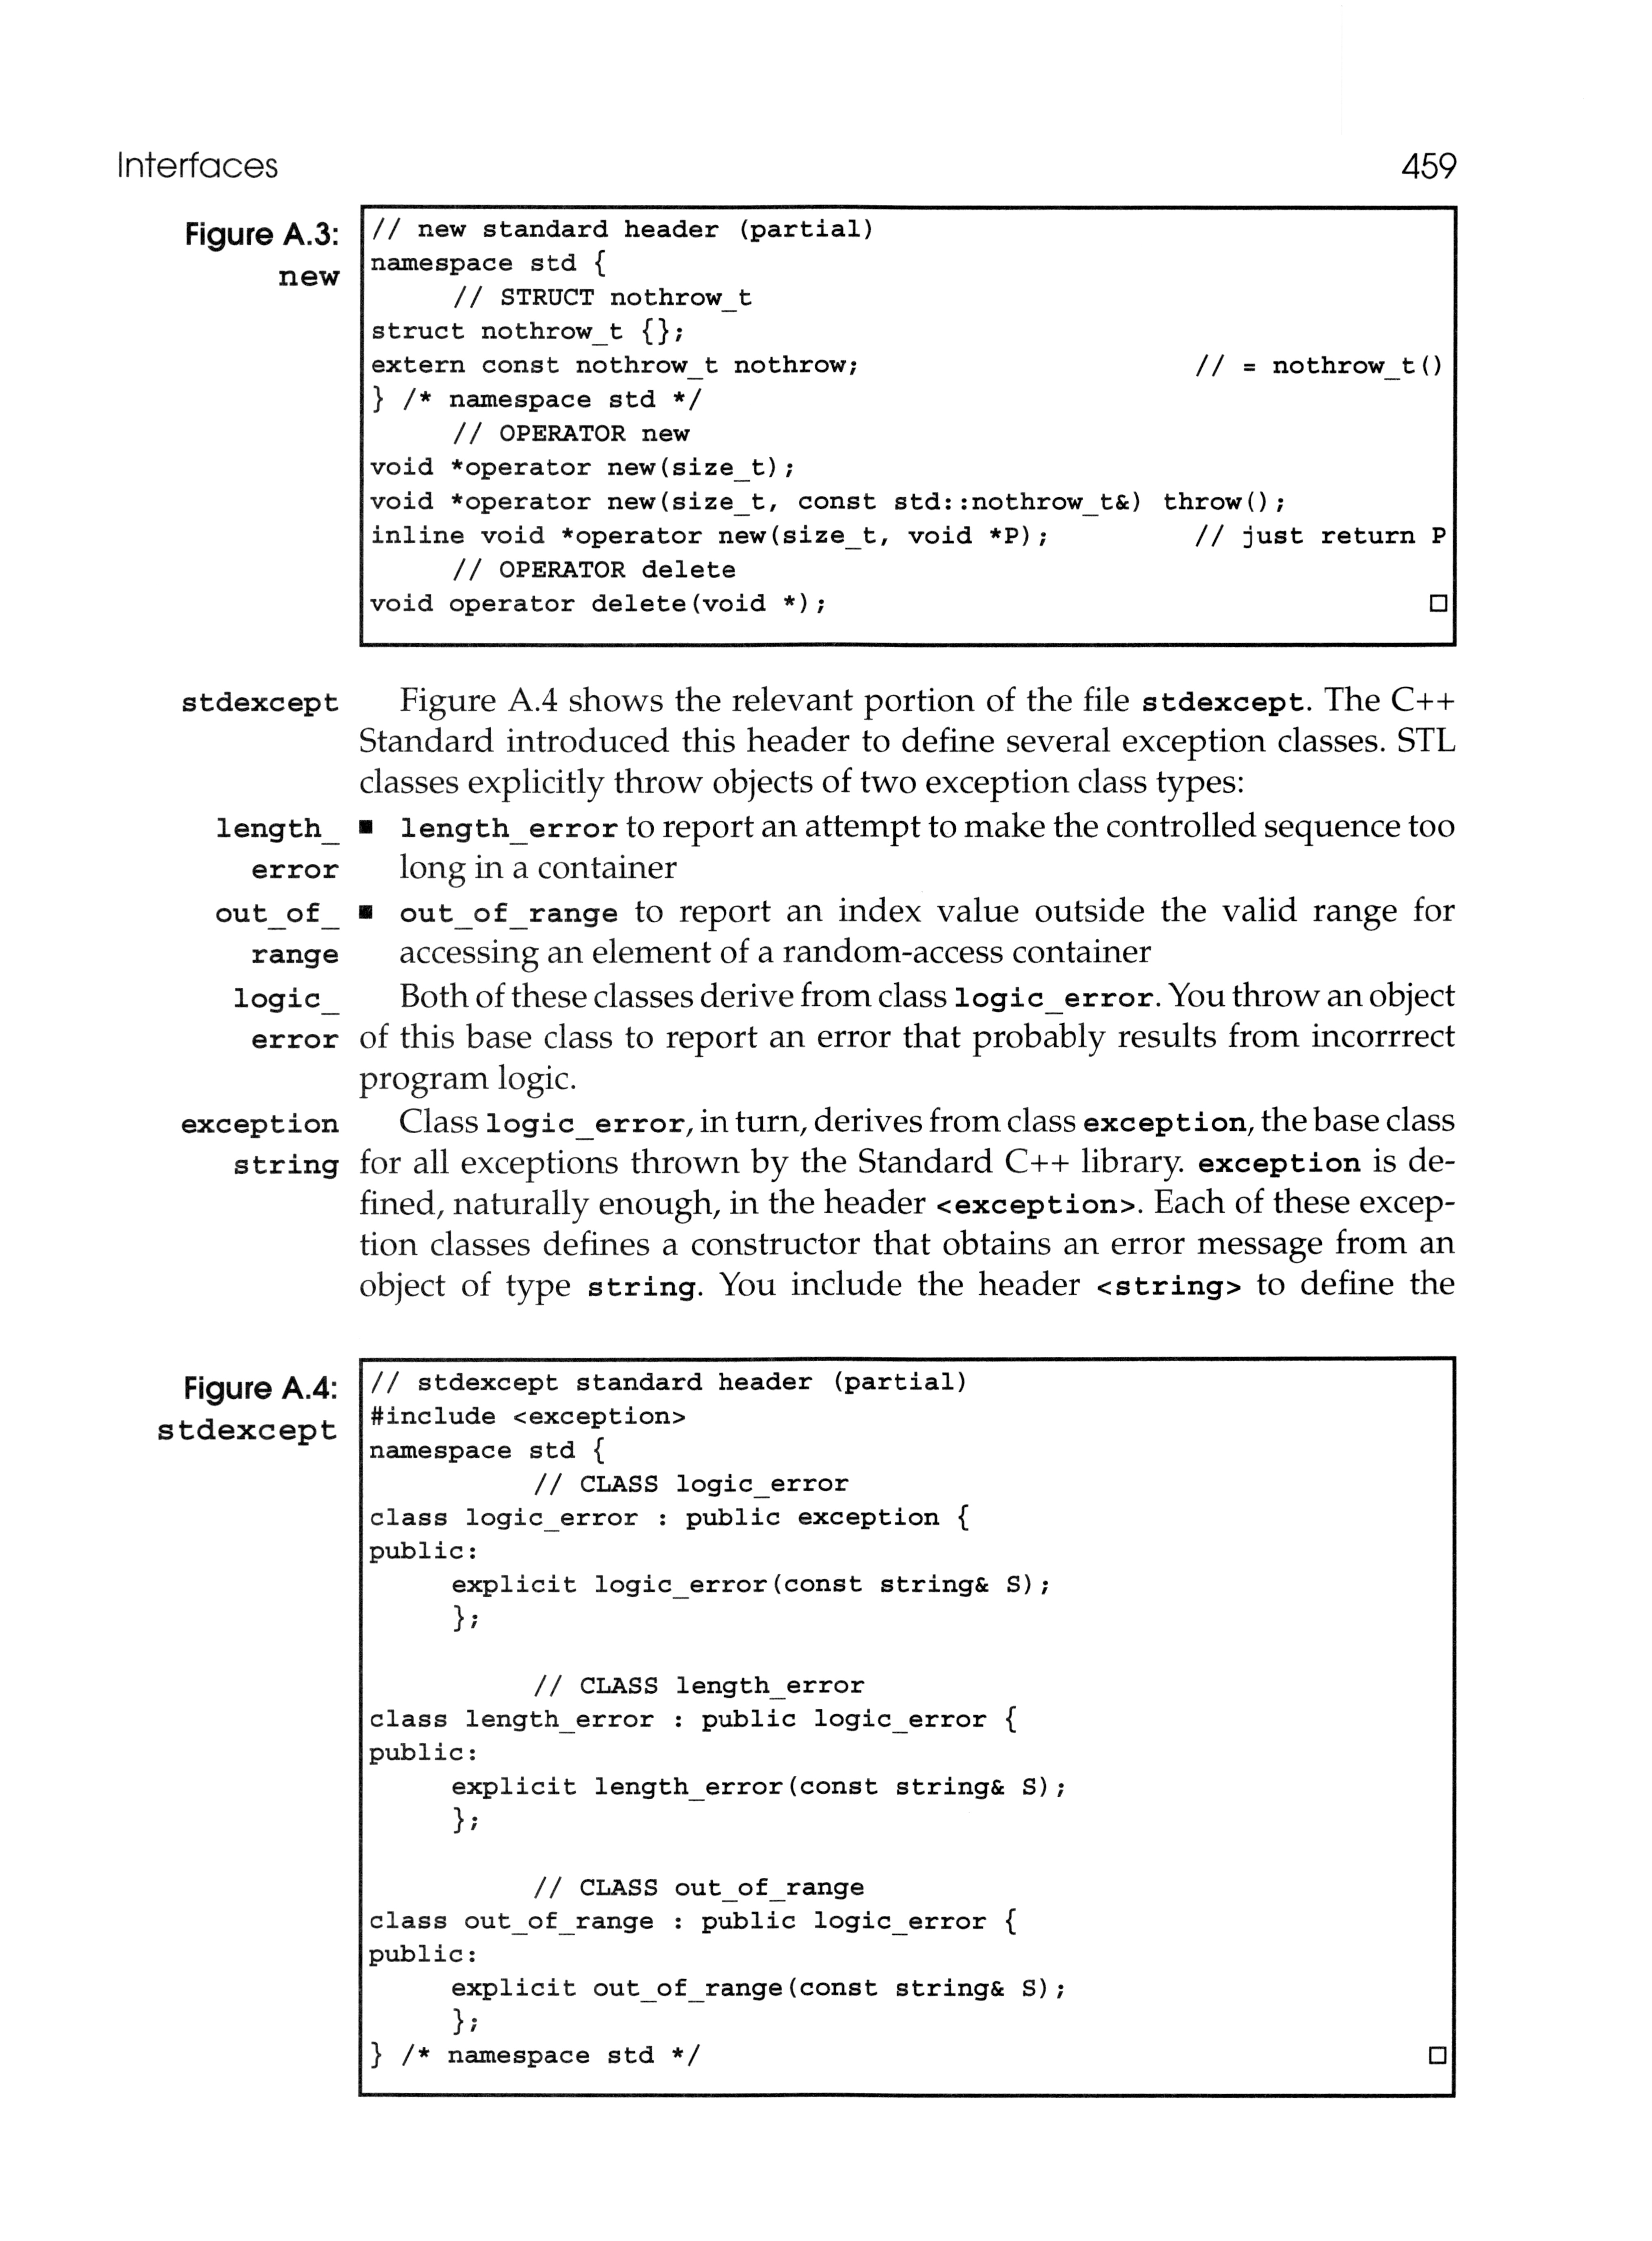 Interfaces 459
Figure A.3:
new
// new standard header (partial)
namespace std {
// STRUCT nothrow_t
struct nothrow_t {};
extern const nothrow_t nothrow; // = nothrow_t()
} /* namespace std */
// OPERATOR new
void *operator new(size_t);
void *operator new(size_t, const std::nothrow_t&) throw();
inline void *operator new(size_t, void *P); // just return P
// OPERATOR delete
void operator delete(void *); □
stdexcept Figure A.4 shows the relevant portion of the file stdexcept. The C++
Standard introduced this header to define several exception classes. STL
classes explicitly throw objects of two exception class types:
length_ ■ length_error to report an attempt to make the controlled sequence too
error long in a container
out_of_ ■ out_of_range to report an index value outside the valid range for
range accessing an element of a random-access container
logic_ Both of these classes derive from class logic_error. You throw an object
error of this base class to report an error that probably results from incorrrect
program logic.
exception Class logic_error, in turn, derives from class exception, the base class
string for all exceptions thrown by the Standard C++ library. exception is de-
fined, naturally enough, in the header <exception>. Each of these excep-
tion classes defines a constructor that obtains an error message from an
object of type string. You include the header <string> to define the
Figure A.4:
stdexcept
// stdexcept standard header (partial)
#include <exception>
namespace std {
// CLASS logic_error
class logic_error : public exception {
public:
explicit logic_error(const string& S);
};
// CLASS length_error
class length_error : public logic_error {
public:
explicit length_error(const string& S);
};
// CLASS out_of_range
class out_of_range : public logic_error {
public:
explicit out_of_range(const string& S);
};
} /* namespace std */ □